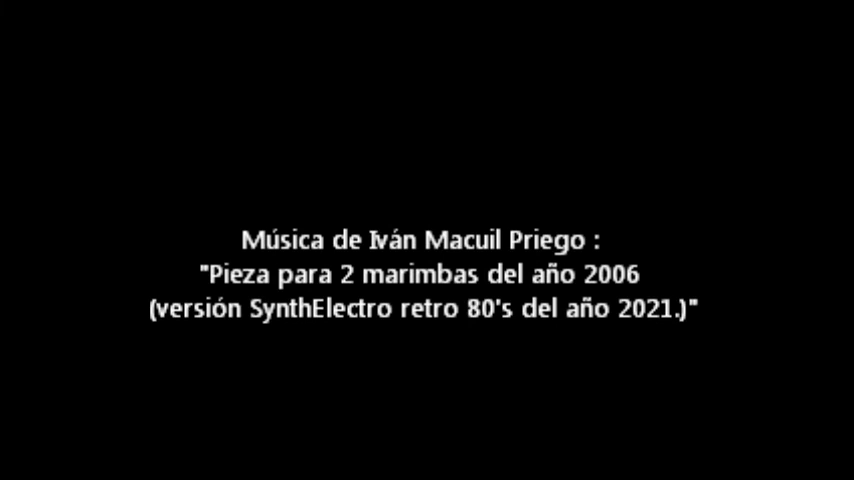 Música de Iván Macuil Priego :
"Pieza para 2 marimbas del año 2006
(versión SynthElectro retro 80's del año 2021.)"